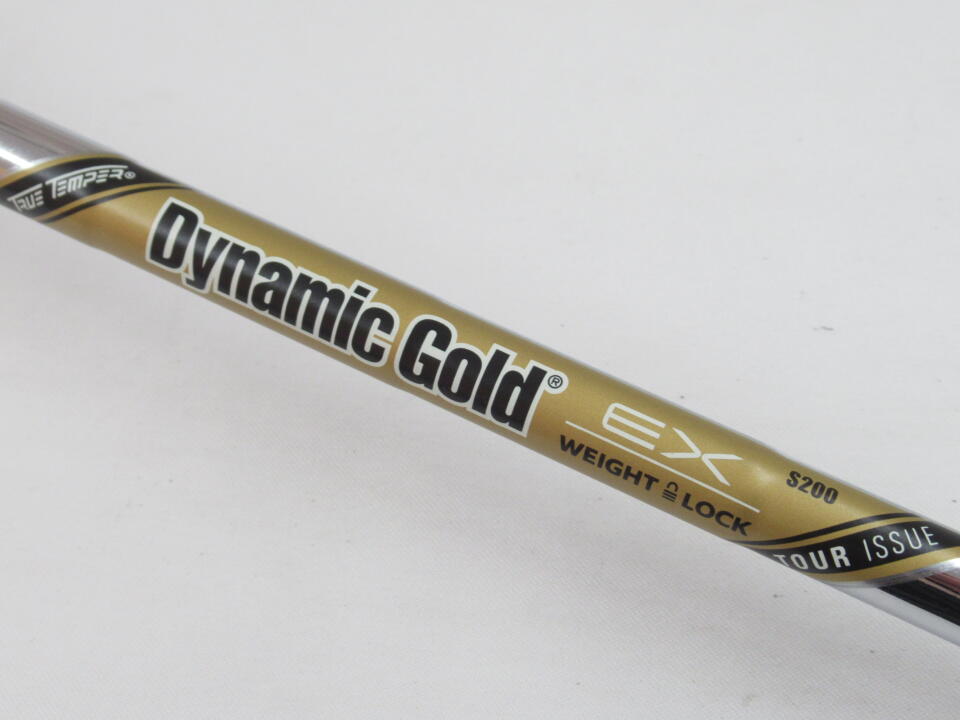 TRUE TEMPER®
Dynamic Gold®
EX
WEIGHT LOCK
S200
TOUR ISSUE